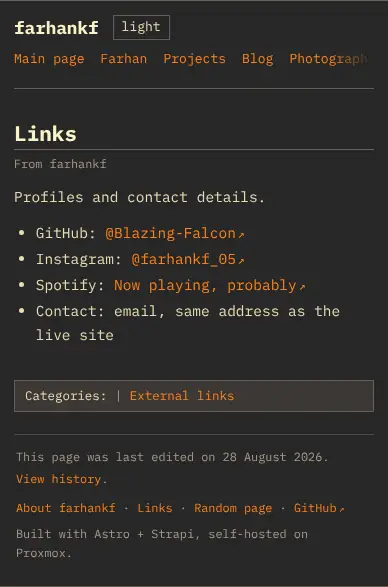 farhankf light
Main page Farhan Projects Blog Photograph
Links
From farhankf
Profiles and contact details.
• GitHub: @Blazing-Falcon↗
• Instagram: @farhankf_05↗
• Spotify: Now playing, probably↗
• Contact: email, same address as the
live site
Categories: | External links
This page was last edited on 28 August 2026.
View history.
About farhankf · Links · Random page · GitHub↗
Built with Astro + Strapi, self-hosted on
Proxmox.